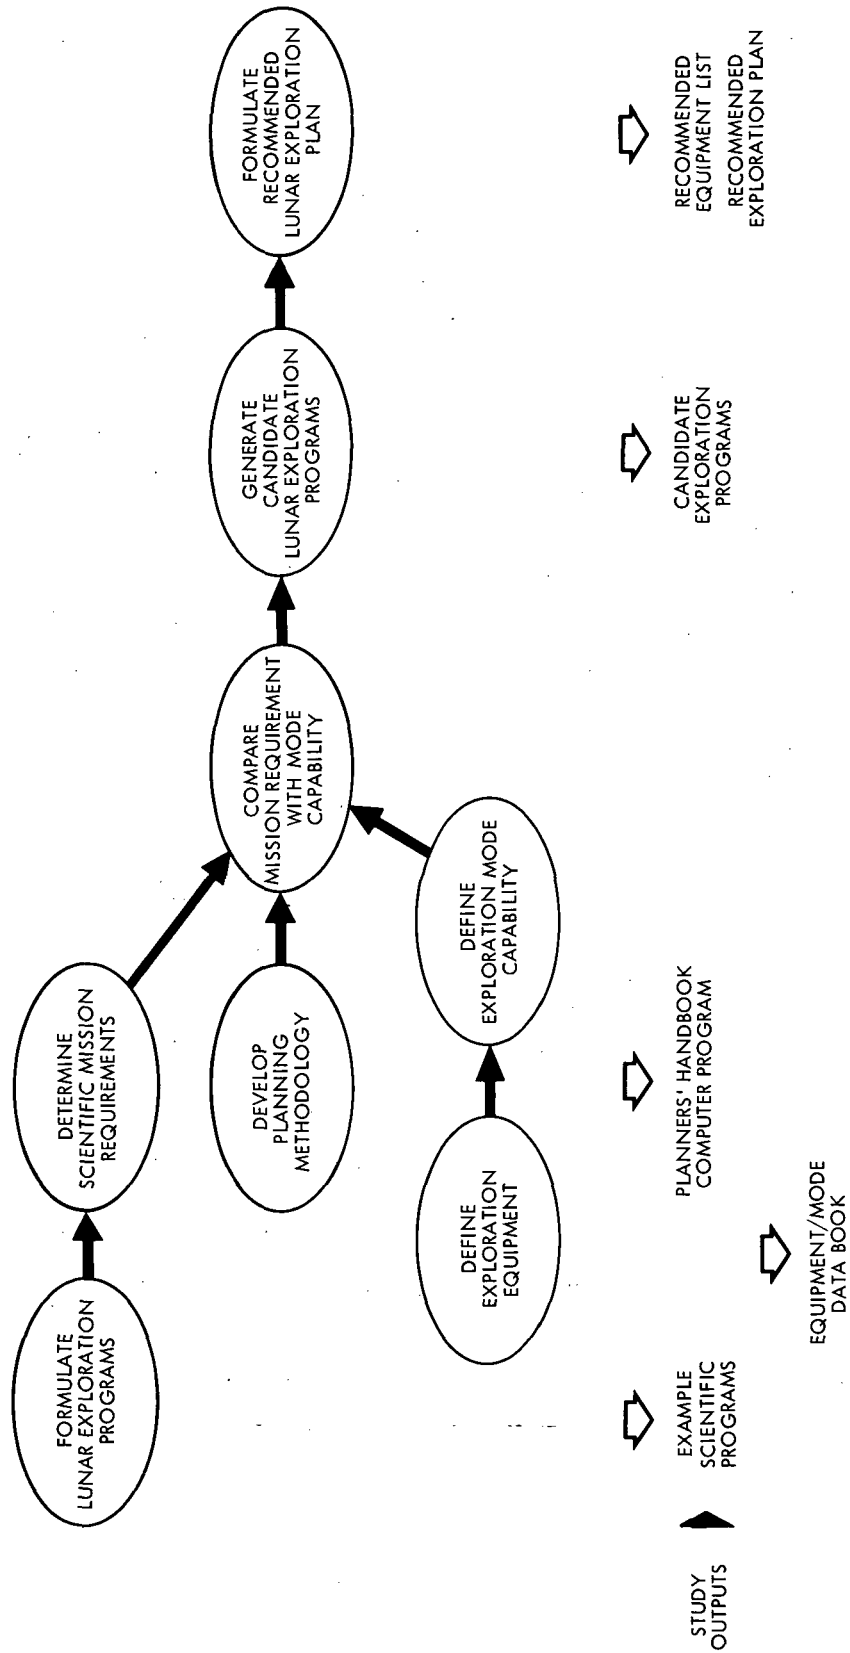 FORMULATE
LUNAR EXPLORATION
PROGRAMS
DETERMINE
SCIENTIFIC MISSION
REQUIREMENTS
DEVELOP
PLANNING
METHODOLOGY
DEFINE
EXPLORATION
EQUIPMENT
DEFINE
EXPLORATION MODE
CAPABILITY
COMPARE
MISSION REQUIREMENT
WITH MODE
CAPABILITY
GENERATE
CANDIDATE
LUNAR EXPLORATION
PROGRAMS
FORMULATE
RECOMMENDED
LUNAR EXPLORATION
PLAN
STUDY
OUTPUTS
EXAMPLE
SCIENTIFIC
PROGRAMS
EQUIPMENT/MODE
DATA BOOK
PLANNERS' HANDBOOK
COMPUTER PROGRAM
CANDIDATE
EXPLORATION
PROGRAMS
RECOMMENDED
EQUIPMENT LIST
RECOMMENDED
EXPLORATION PLAN